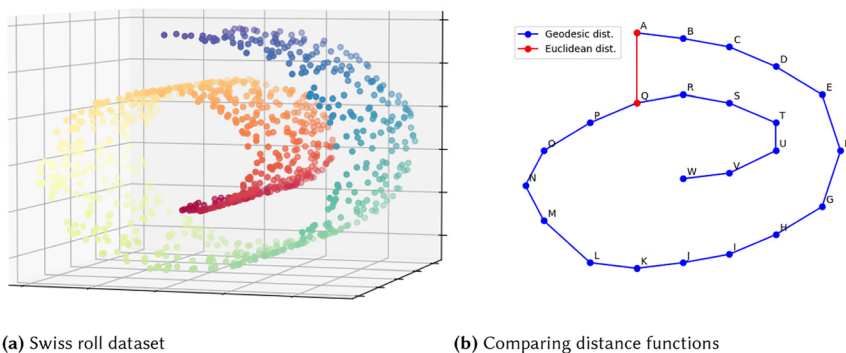 Geodesic dist.
Euclidean dist.
A
B
C
D
E
F
G
H
I
J
K
L
M
N
O
P
Q
R
S
T
U
V
W
(a) Swiss roll dataset
(b) Comparing distance functions